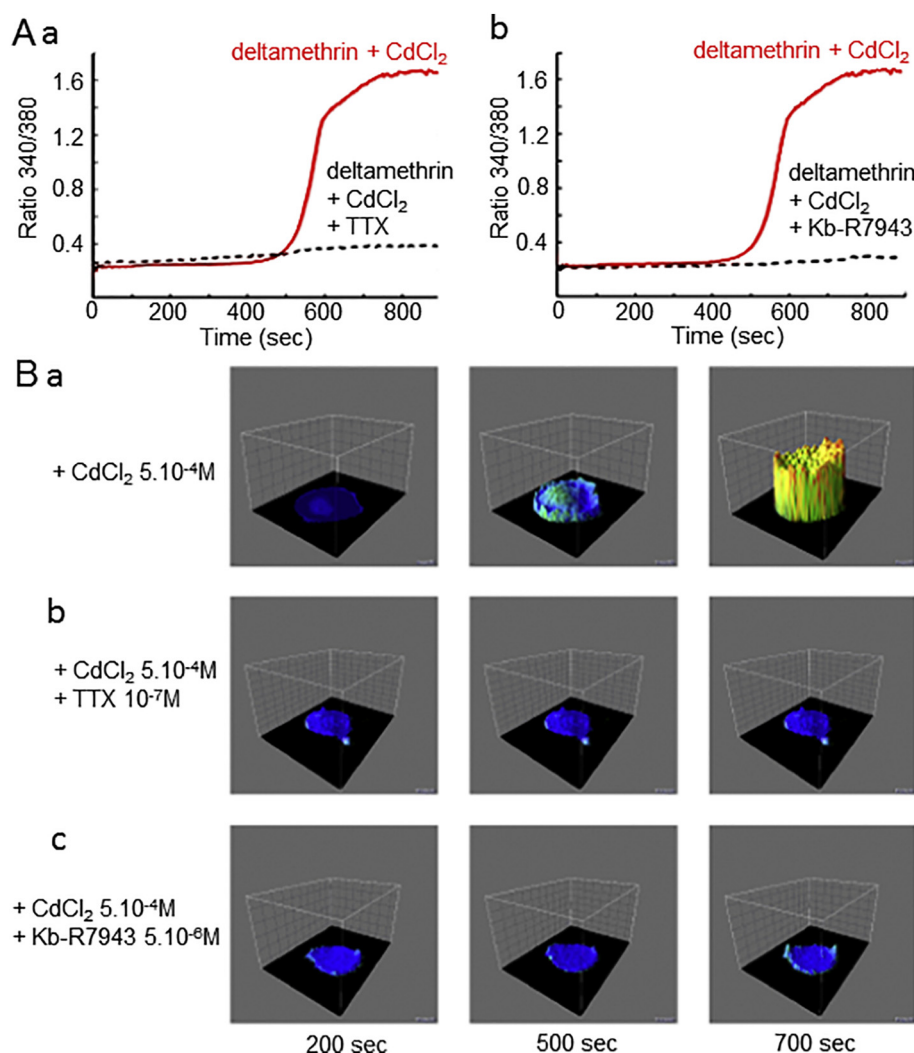 A a
deltamethrin + CdCl₂
Ratio 340/380
1.6
1.2
0.8
0.4
deltamethrin
+ CdCl₂
+ TTX
0 200 400 600 800
Time (sec)
b
deltamethrin + CdCl₂
Ratio 340/380
1.6
1.2
0.8
0.4
deltamethrin
+ CdCl₂
+ Kb-R7943
0 200 400 600 800
Time (sec)
B a
+ CdCl₂ 5.10⁻⁴M
b
+ CdCl₂ 5.10⁻⁴M
+ TTX 10⁻⁷M
c
+ CdCl₂ 5.10⁻⁴M
+ Kb-R7943 5.10⁻⁶M
200 sec 500 sec 700 sec